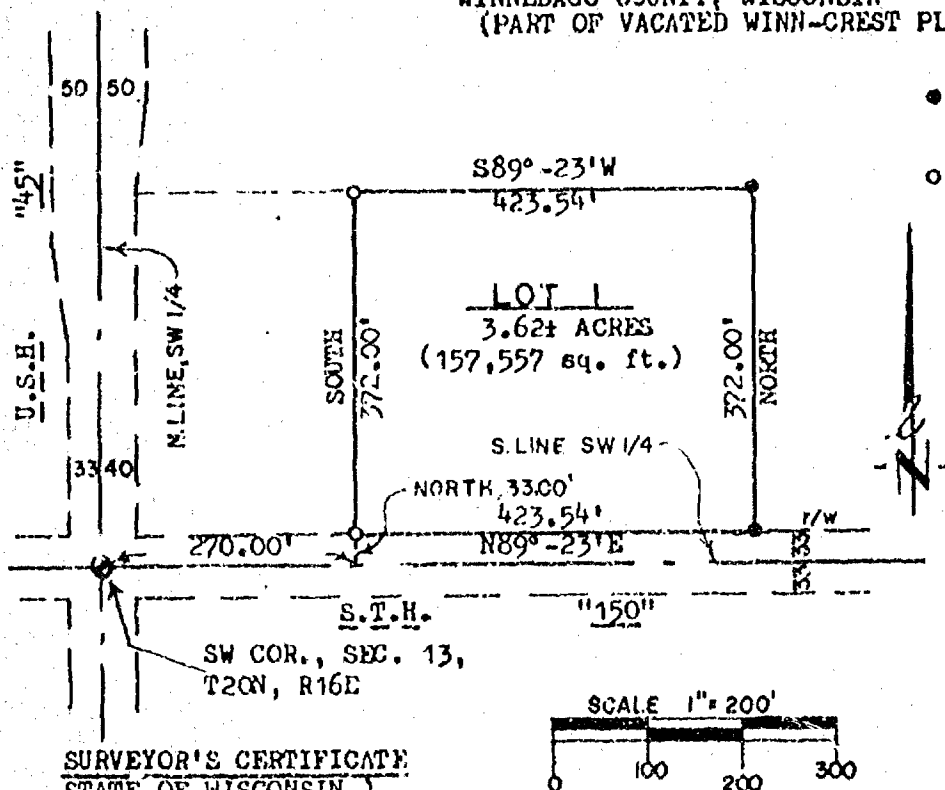 WINNEBAGO COUNTY, WISCONSIN
(PART OF VACATED WINN-CREST PL
50 50
S89°-23'W
423.54'
U.S.H. "45"
N.LINE, SW 1/4
LOT 1
3.62± ACRES
(157,557 sq. ft.)
SOUTH
372.00'
372.00'
NORTH
S.LINE SW 1/4
33 40
NORTH, 33.00'
423.54'
N89°-23'E
270.00'
r/w
33 33
S.T.H. "150"
SW COR., SEC. 13,
T20N, R16E
SCALE 1"= 200'
0 100 200 300
SURVEYOR'S CERTIFICATE
STATE OF WISCONSIN )